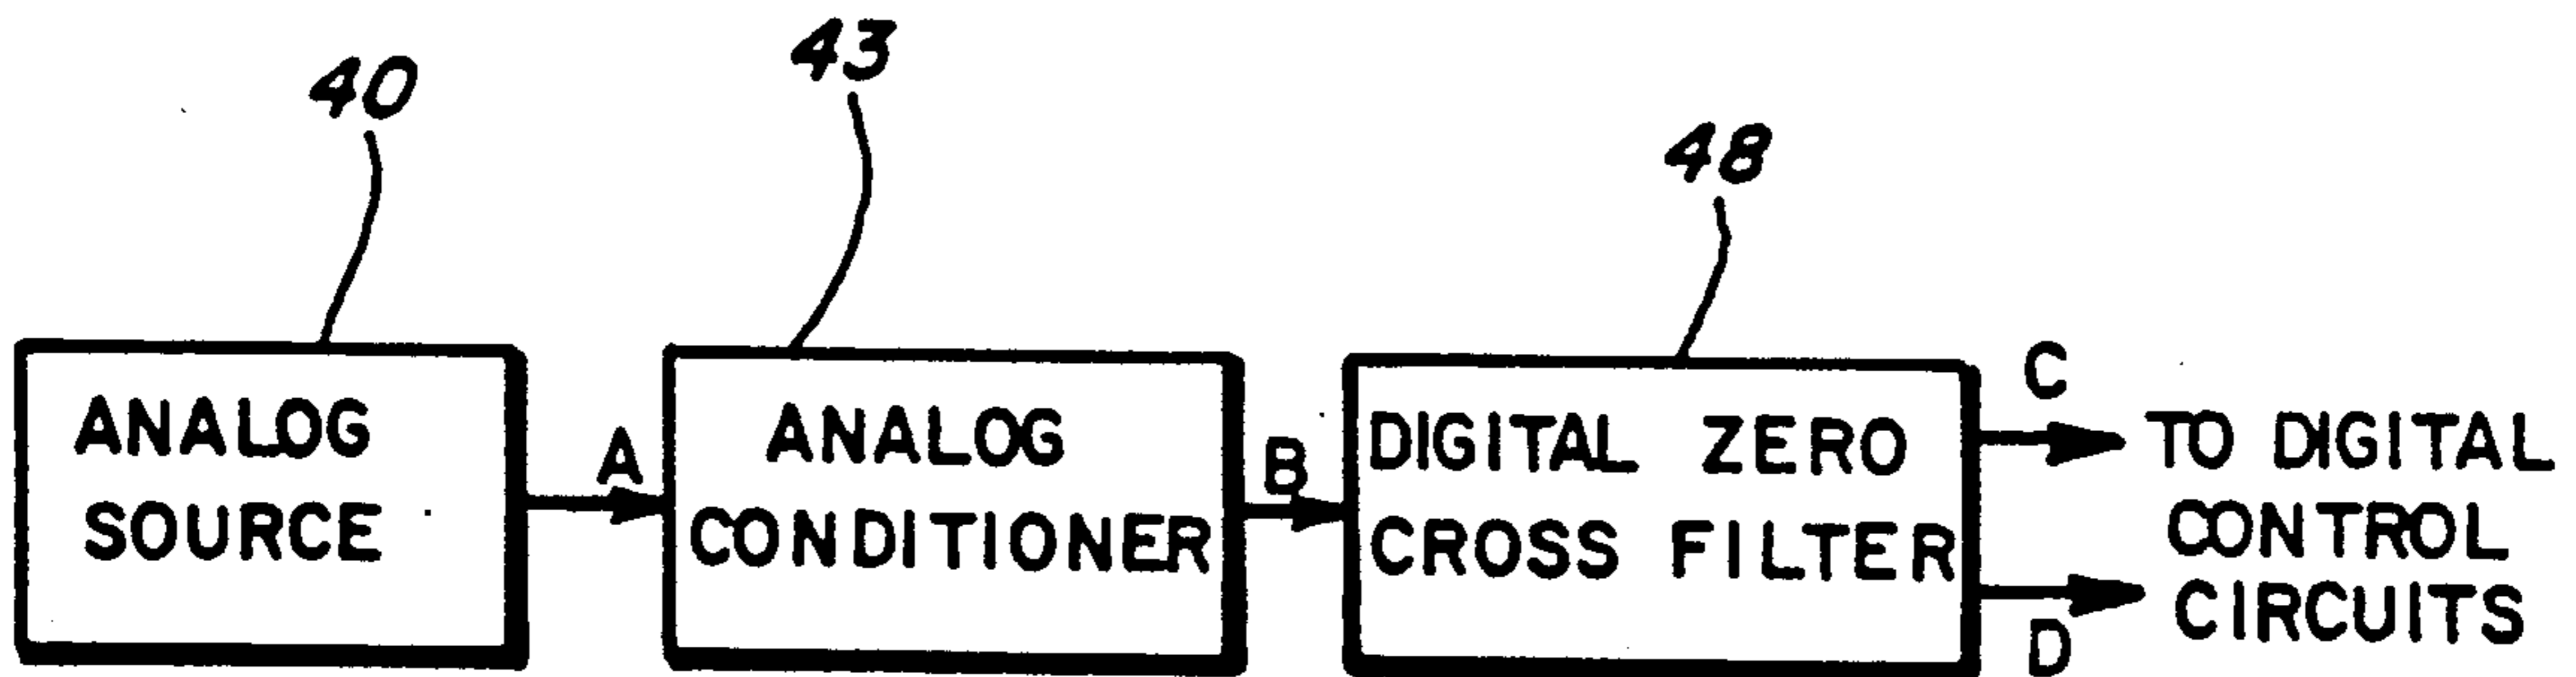 40
43
48
ANALOG
SOURCE
A
ANALOG
CONDITIONER
B
DIGITAL ZERO
CROSS FILTER
C
D
TO DIGITAL
CONTROL
CIRCUITS